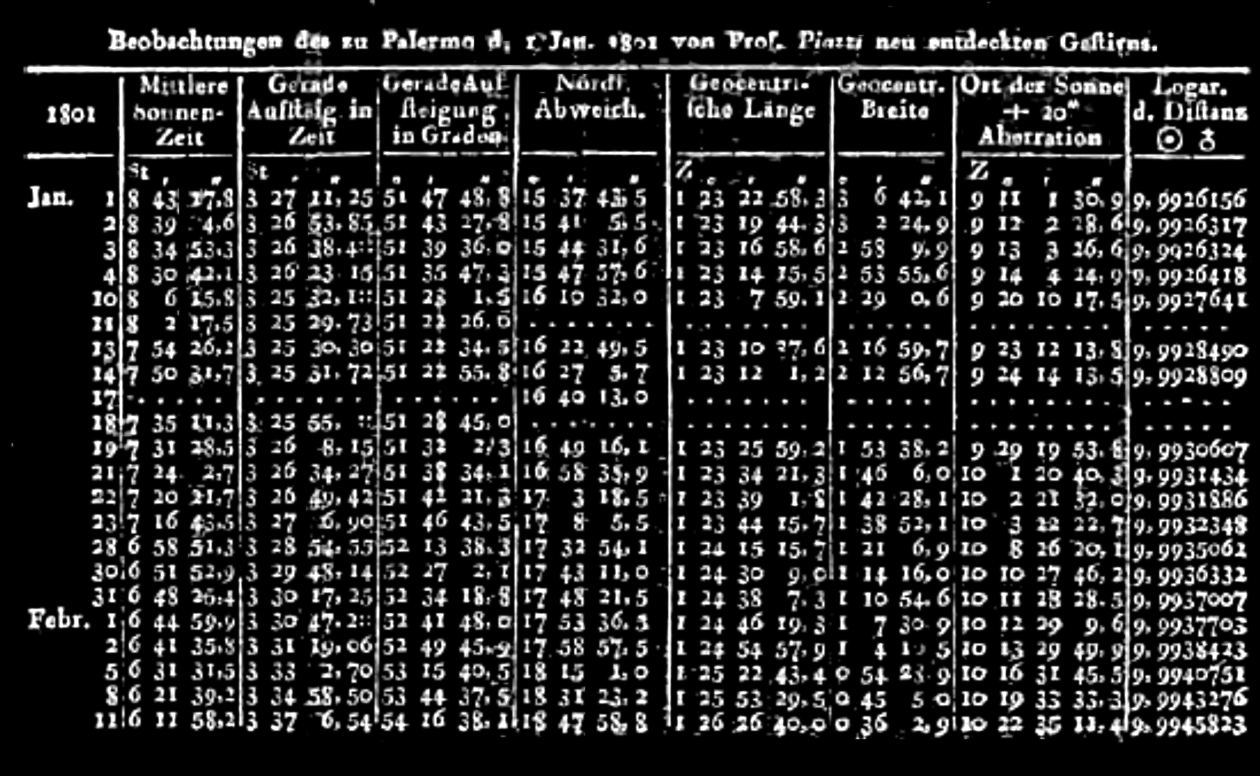 Beobachtungen des zu Palermo d. 1 Jan. 1801 von Prof. Piazzi neu entdeckten Gestirns.
1801 | Mittlere Sonnen-Zeit | Gerade Aufsteig in Zeit | Gerade Aufsteigung in Graden | Nördl. Abweich. | Geocentrische Länge | Geocentr. Breite | Ort der Sonne + 20" Aberration | Logar. d. Distanz ☉ ♁
St ' " | St ' " | ° ' " | ° ' " | Z ° ' " | ° ' " | Z ° ' "
Jan. 1 | 8 43 17,8 | 3 27 11,25 | 51 47 48,8 | 15 37 43,5 | 1 23 22 58,3 | 3 6 42,1 | 9 11 1 30,9 | 9,9926156
2 | 8 39 4,6 | 3 26 53,85 | 51 43 27,8 | 15 41 5,5 | 1 23 19 44,3 | 3 2 24,9 | 9 12 2 28,6 | 9,9926317
3 | 8 34 53,3 | 3 26 38,4:: | 51 39 36,0 | 15 44 31,6 | 1 23 16 58,6 | 2 58 9,9 | 9 13 3 26,6 | 9,9926324
4 | 8 30 42,1 | 3 26 23,15 | 51 35 47,3 | 15 47 57,6 | 1 23 14 15,5 | 2 53 55,6 | 9 14 4 24,9 | 9,9926418
10 | 8 6 15,8 | 3 25 32,1:: | 51 23 1,5 | 16 10 32,0 | 1 23 7 59,1 | 2 29 0,6 | 9 20 10 17,5 | 9,9927641
11 | 8 2 17,5 | 3 25 29,73 | 51 22 26,0 | . . . . . | . . . . . | . . . . . | . . . . . | . . . . .
13 | 7 54 26,2 | 3 25 30,30 | 51 22 34,5 | 16 22 49,5 | 1 23 10 37,6 | 2 16 59,7 | 9 23 12 13,8 | 9,9928490
14 | 7 50 31,7 | 3 25 31,72 | 51 22 55,8 | 16 27 5,7 | 1 23 12 1,2 | 2 12 56,7 | 9 24 14 13,5 | 9,9928809
17 | . . . . . | . . . . . | . . . . . | 16 40 13,0 | . . . . . | . . . . . | . . . . . | . . . . .
18 | 7 35 11,3 | 3 25 55, :: | 51 28 45,0 | . . . . . | . . . . . | . . . . . | . . . . . | . . . . .
19 | 7 31 28,5 | 3 26 8,15 | 51 32 2,3 | 16 49 16,1 | 1 23 25 59,2 | 1 53 38,2 | 9 29 19 53,8 | 9,9930607
21 | 7 24 2,7 | 3 26 34,27 | 51 38 34,1 | 16 58 35,9 | 1 23 34 21,3 | 1 46 6,0 | 10 1 20 40,3 | 9,9931434
22 | 7 20 21,7 | 3 26 49,42 | 51 42 21,3 | 17 3 18,5 | 1 23 39 1,8 | 1 42 28,1 | 10 2 21 32,0 | 9,9931886
23 | 7 16 43,5 | 3 27 6,90 | 51 46 43,5 | 17 8 5,5 | 1 23 44 15,7 | 1 38 52,1 | 10 3 22 22,7 | 9,9932348
28 | 6 58 51,3 | 3 28 54,55 | 52 13 38,3 | 17 32 54,1 | 1 24 15 15,7 | 1 21 6,9 | 10 8 26 20,1 | 9,9935062
30 | 6 51 52,9 | 3 29 48,14 | 52 27 2,1 | 17 43 11,0 | 1 24 30 9,0 | 1 14 16,0 | 10 10 27 46,2 | 9,9936332
31 | 6 48 26,4 | 3 30 17,25 | 52 34 18,8 | 17 48 21,5 | 1 24 38 7,3 | 1 10 54,6 | 10 11 28 28,5 | 9,9937007
Febr. 1 | 6 44 59,9 | 3 30 47,2:: | 52 41 48,0 | 17 53 36,3 | 1 24 46 19,3 | 1 7 30,9 | 10 12 29 9,6 | 9,9937703
2 | 6 41 35,8 | 3 31 19,06 | 52 49 45,9 | 17 58 57,5 | 1 24 54 57,9 | 1 4 | 10 13 29 49,9 | 9,9938423
5 | 6 31 31,5 | 3 33 2,70 | 53 15 40,5 | 18 15 1,0 | 1 25 22 43,4 | 0 54 | 10 16 31 45,5 | 9,9940751
8 | 6 21 39,2 | 3 34 58,50 | 53 44 37,5 | 18 31 23,2 | 1 25 53 29,5 | 0 45 5,0 | 10 19 33 33,3 | 9,9943276
11 | 6 11 58,2 | 3 37 6,54 | 54 16 38,1 | 18 47 58,8 | 1 26 26 40,0 | 0 36 2,9 | 10 22 35 11,4 | 9,9945823